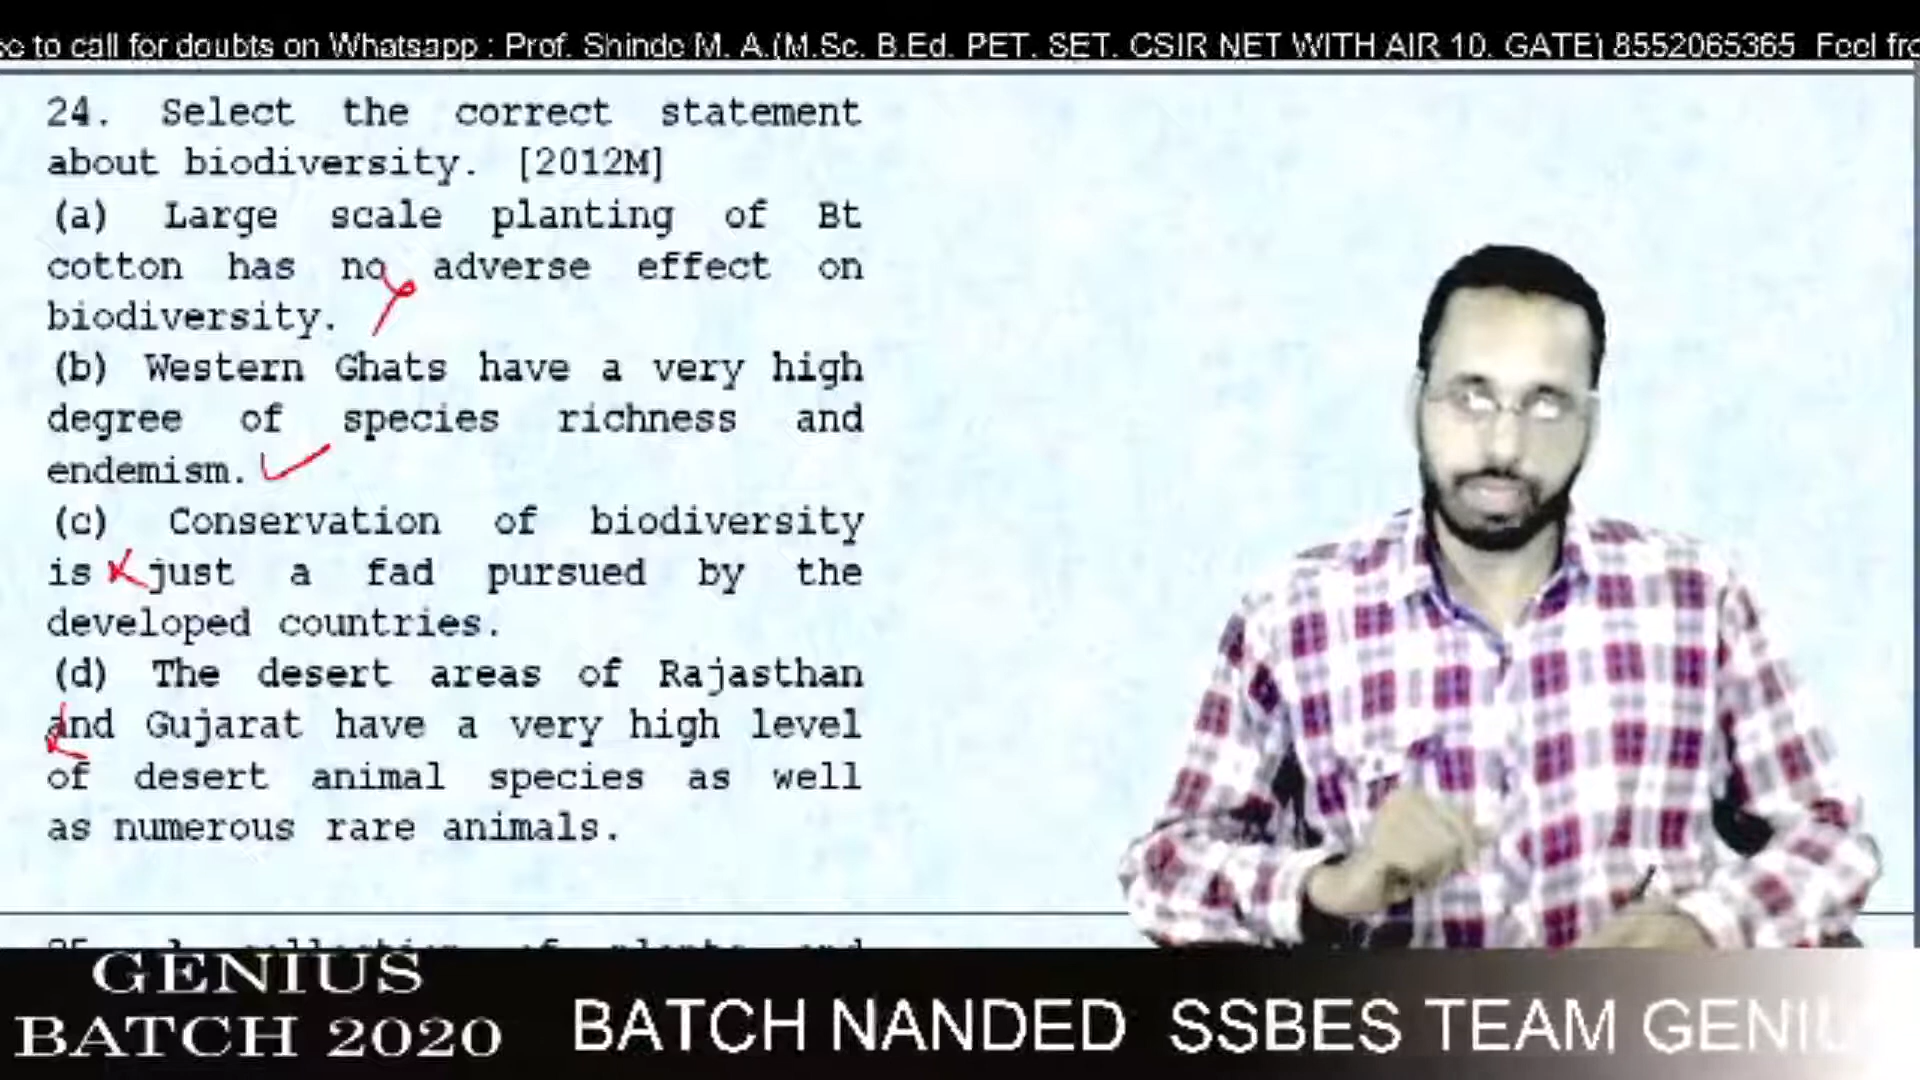 to call for doubts on Whatsapp : Prof. Shinde M. A.(M.Sc. B.Ed. PET. SET. CSIR NET WITH AIR 10. GATE) 8552065365 Feel
24. Select the correct statement
about biodiversity. [2012M]
(a) Large scale planting of Bt
cotton has no adverse effect on
biodiversity.
(b) Western Ghats have a very high
degree of species richness and
endemism.
(c) Conservation of biodiversity
is just a fad pursued by the
developed countries.
(d) The desert areas of Rajasthan
and Gujarat have a very high level
of desert animal species as well
as numerous rare animals.
GENIUS
BATCH 2020
BATCH NANDED SSBES TEAM GENIU